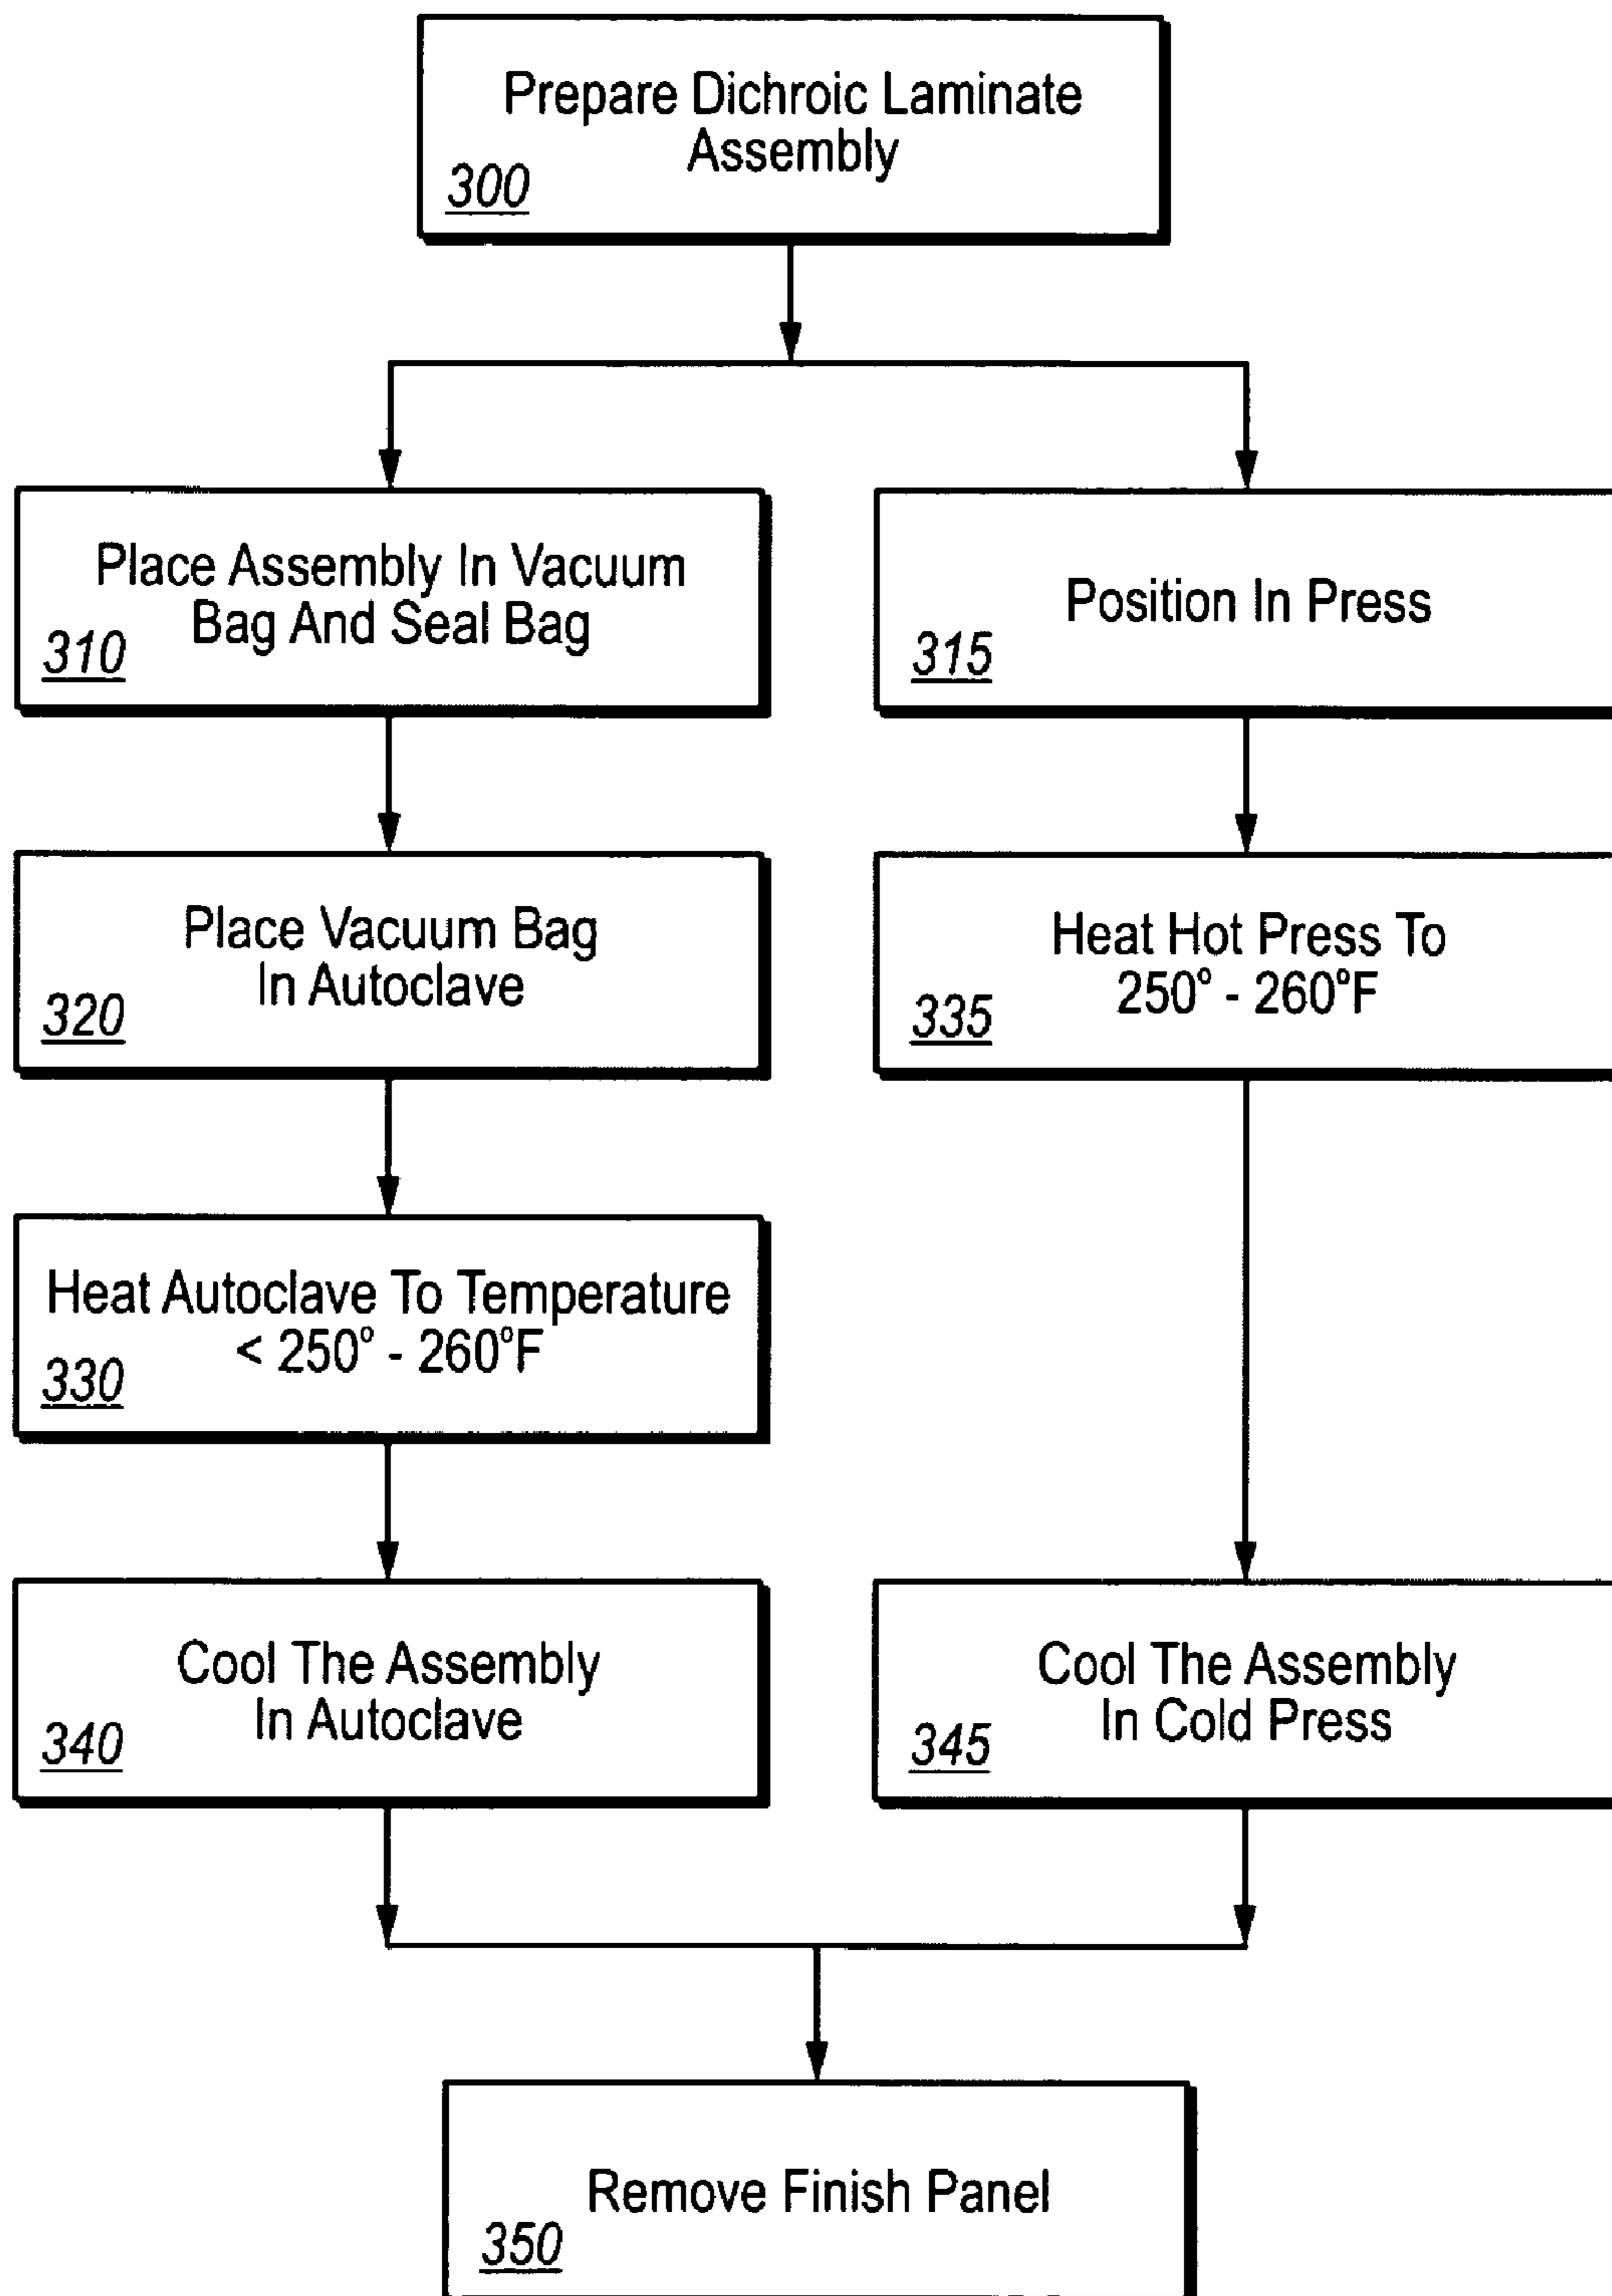 Prepare Dichroic Laminate
Assembly
300
Place Assembly In Vacuum
Bag And Seal Bag
310
Position In Press
315
Place Vacuum Bag
In Autoclave
320
Heat Hot Press To
250° - 260°F
335
Heat Autoclave To Temperature
< 250° - 260°F
330
Cool The Assembly
In Autoclave
340
Cool The Assembly
In Cold Press
345
Remove Finish Panel
350